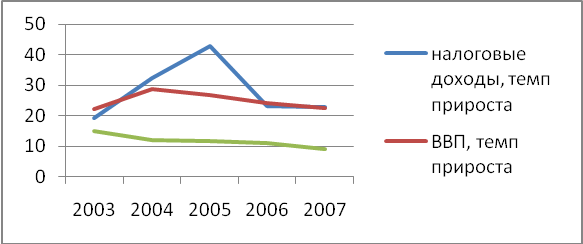 50
40
30
20
10
0
2003 2004 2005 2006 2007
налоговые
доходы, темп
прироста
ВВП, темп
прироста